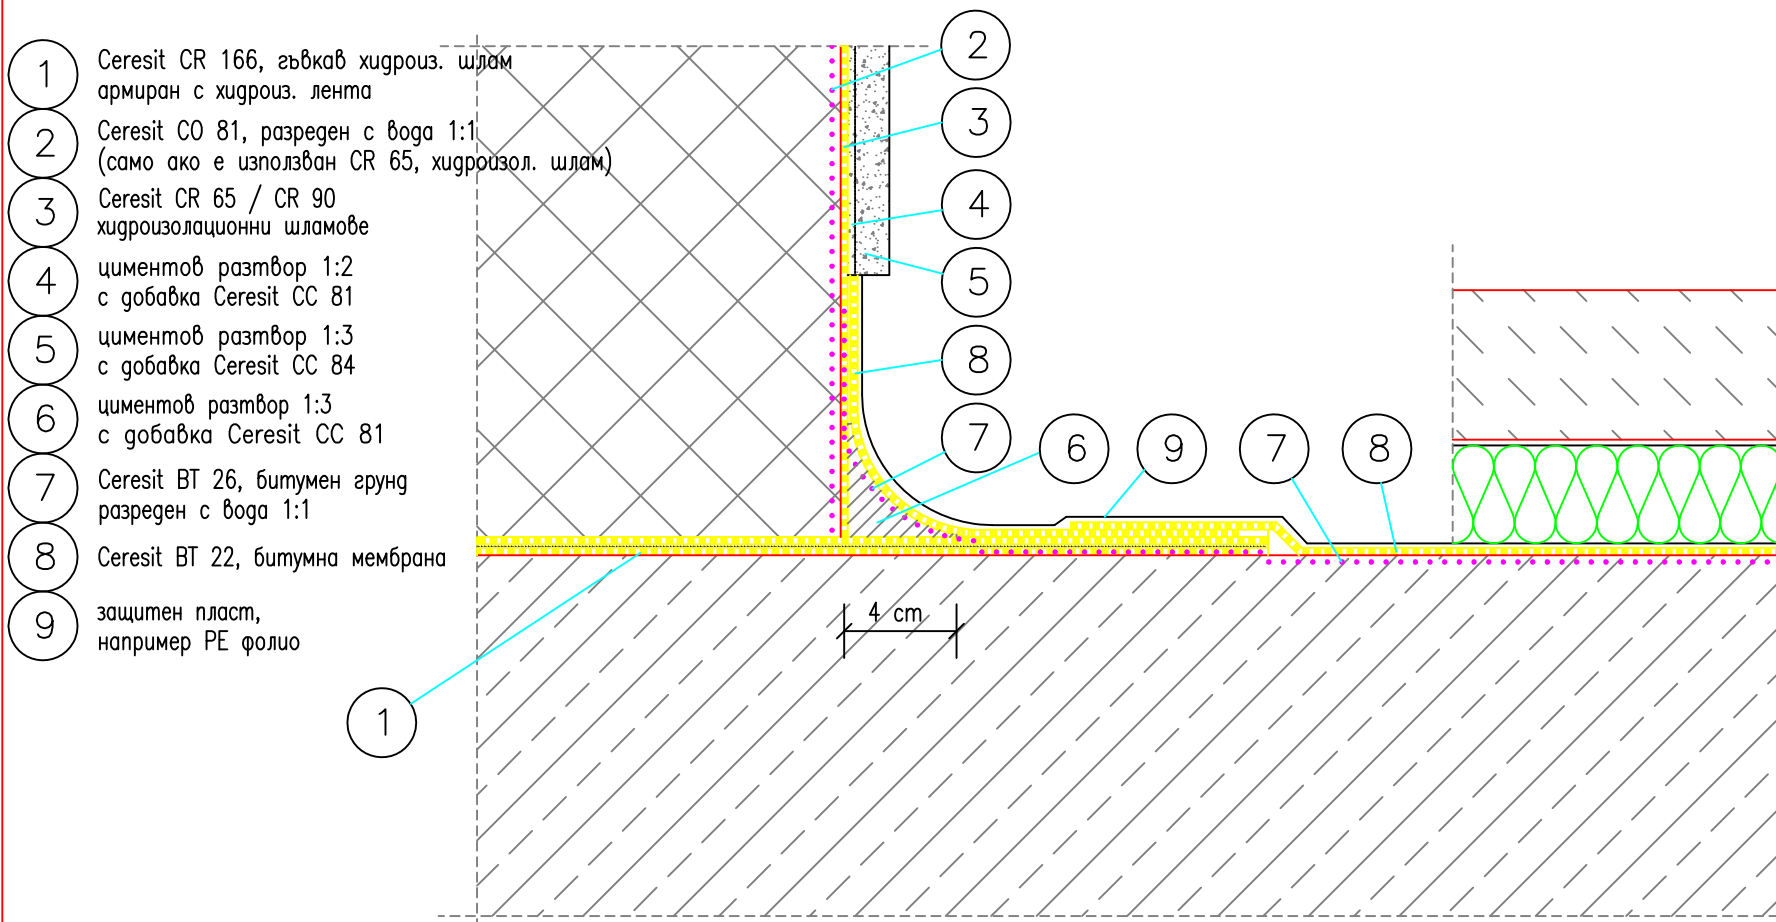 1
Ceresit CR 166, гъвкав хидроиз. шлам
армиран с хидроиз. лента
2
Ceresit CO 81, разреден с вода 1:1
(само ако е използван CR 65, хидроизол. шлам)
3
Ceresit CR 65 / CR 90
хидроизолационни шламове
4
циментов разтвор 1:2
с добавка Ceresit CC 81
5
циментов разтвор 1:3
с добавка Ceresit CC 84
6
циментов разтвор 1:3
с добавка Ceresit CC 81
7
Ceresit BT 26, битумен грунд
разреден с вода 1:1
8
Ceresit BT 22, битумна мембрана
9
защитен пласт,
например PE фолио
2
3
4
5
8
7
6
9
7
8
4 cm
1